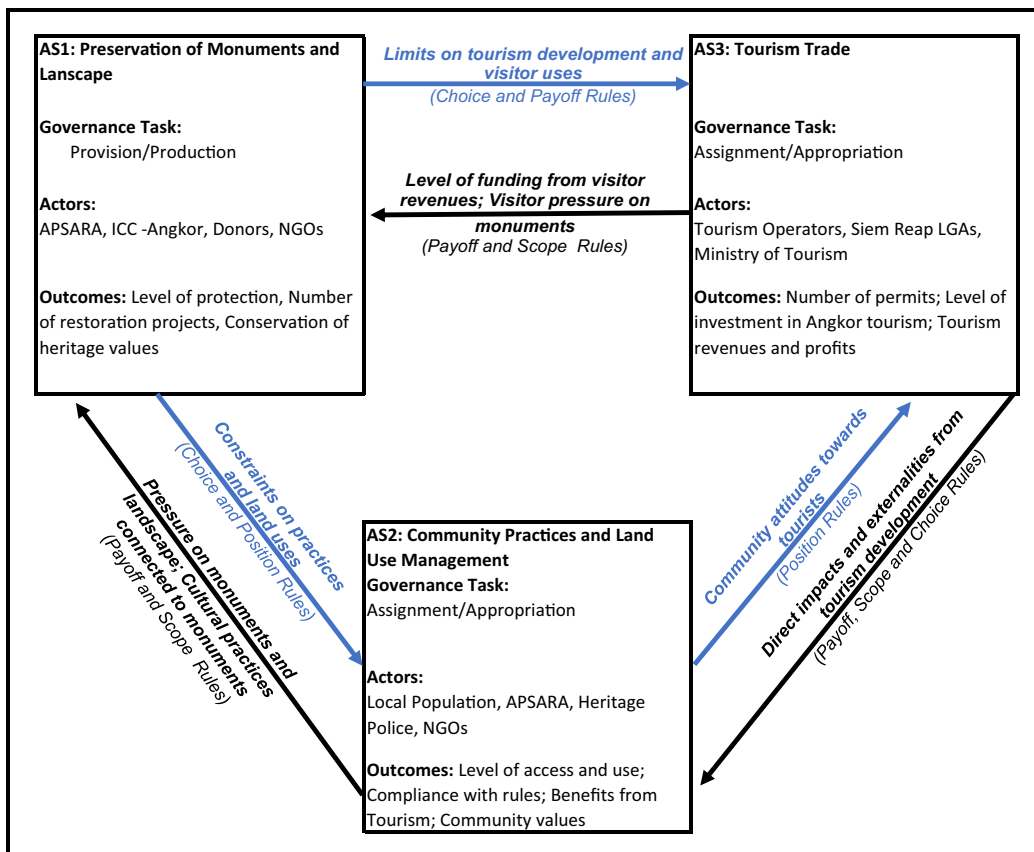 AS1: Preservation of Monuments and
Lanscape
Governance Task:
Provision/Production
Actors:
APSARA, ICC -Angkor, Donors, NGOs
Outcomes: Level of protection, Number
of restoration projects, Conservation of
heritage values
Limits on tourism development and
visitor uses
(Choice and Payoff Rules)
Level of funding from visitor
revenues; Visitor pressure on
monuments
(Payoff and Scope Rules)
AS3: Tourism Trade
Governance Task:
Assignment/Appropriation
Actors:
Tourism Operators, Siem Reap LGAs,
Ministry of Tourism
Outcomes: Number of permits; Level of
investment in Angkor tourism; Tourism
revenues and profits
Constraints on practices
and land uses
(Choice and Position Rules)
Pressure on monuments and
landscape; Cultural practices
connected to monuments
(Payoff and Scope Rules)
Community attitudes towards
tourists
(Position Rules)
Direct impacts and externalities from
tourism development
(Payoff, Scope and Choice Rules)
AS2: Community Practices and Land
Use Management
Governance Task:
Assignment/Appropriation
Actors:
Local Population, APSARA, Heritage
Police, NGOs
Outcomes: Level of access and use;
Compliance with rules; Benefits from
Tourism; Community values